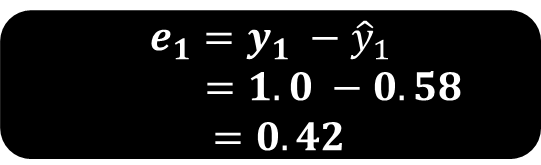 e₁ = y₁ − ŷ₁
= 1.0 − 0.58
= 0.42